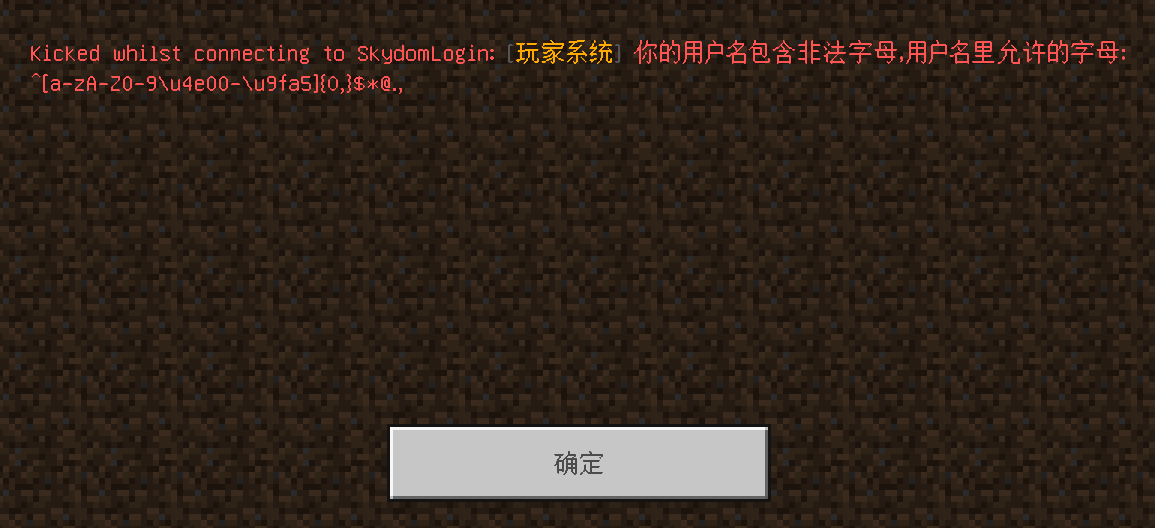 Kicked whilst connecting to SkydomLogin: [玩家系统] 你的用户名包含非法字母,用户名里允许的字母:
^[a-zA-Z0-9\u4e00-\u9fa5]{0,}$*@.,
确定